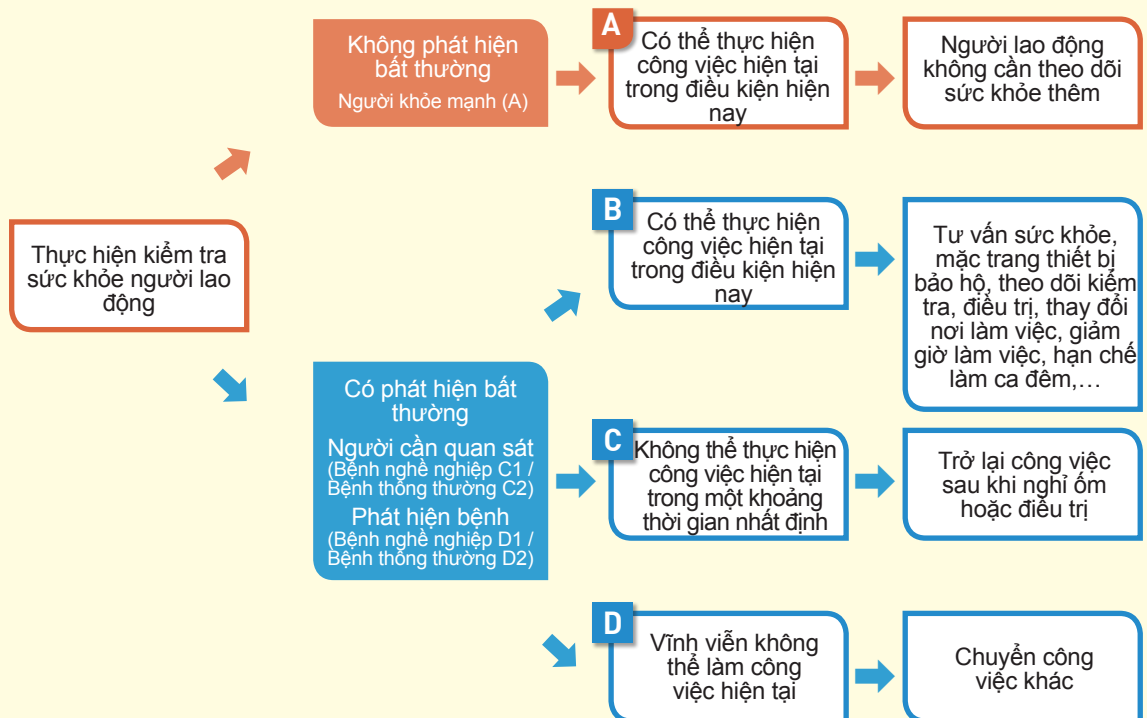 Không phát hiện
bất thường
Người khỏe mạnh (A)
A
Có thể thực hiện
công việc hiện tại
trong điều kiện hiện
nay
Người lao động
không cần theo dõi
sức khỏe thêm
Thực hiện kiểm tra
sức khỏe người lao
động
B
Có thể thực hiện
công việc hiện tại
trong điều kiện hiện
nay
Tư vấn sức khỏe,
mặc trang thiết bị
bảo hộ, theo dõi kiểm
tra, điều trị, thay đổi
nơi làm việc, giảm
giờ làm việc, hạn chế
làm ca đêm,…
Có phát hiện bất
thường
Người cần quan sát
(Bệnh nghề nghiệp C1 /
Bệnh thông thường C2)
Phát hiện bệnh
(Bệnh nghề nghiệp D1 /
Bệnh thông thường D2)
C
Không thể thực hiện
công việc hiện tại
trong một khoảng
thời gian nhất định
Trở lại công việc
sau khi nghỉ ốm
hoặc điều trị
D
Vĩnh viễn không
thể làm công
việc hiện tại
Chuyển công
việc khác